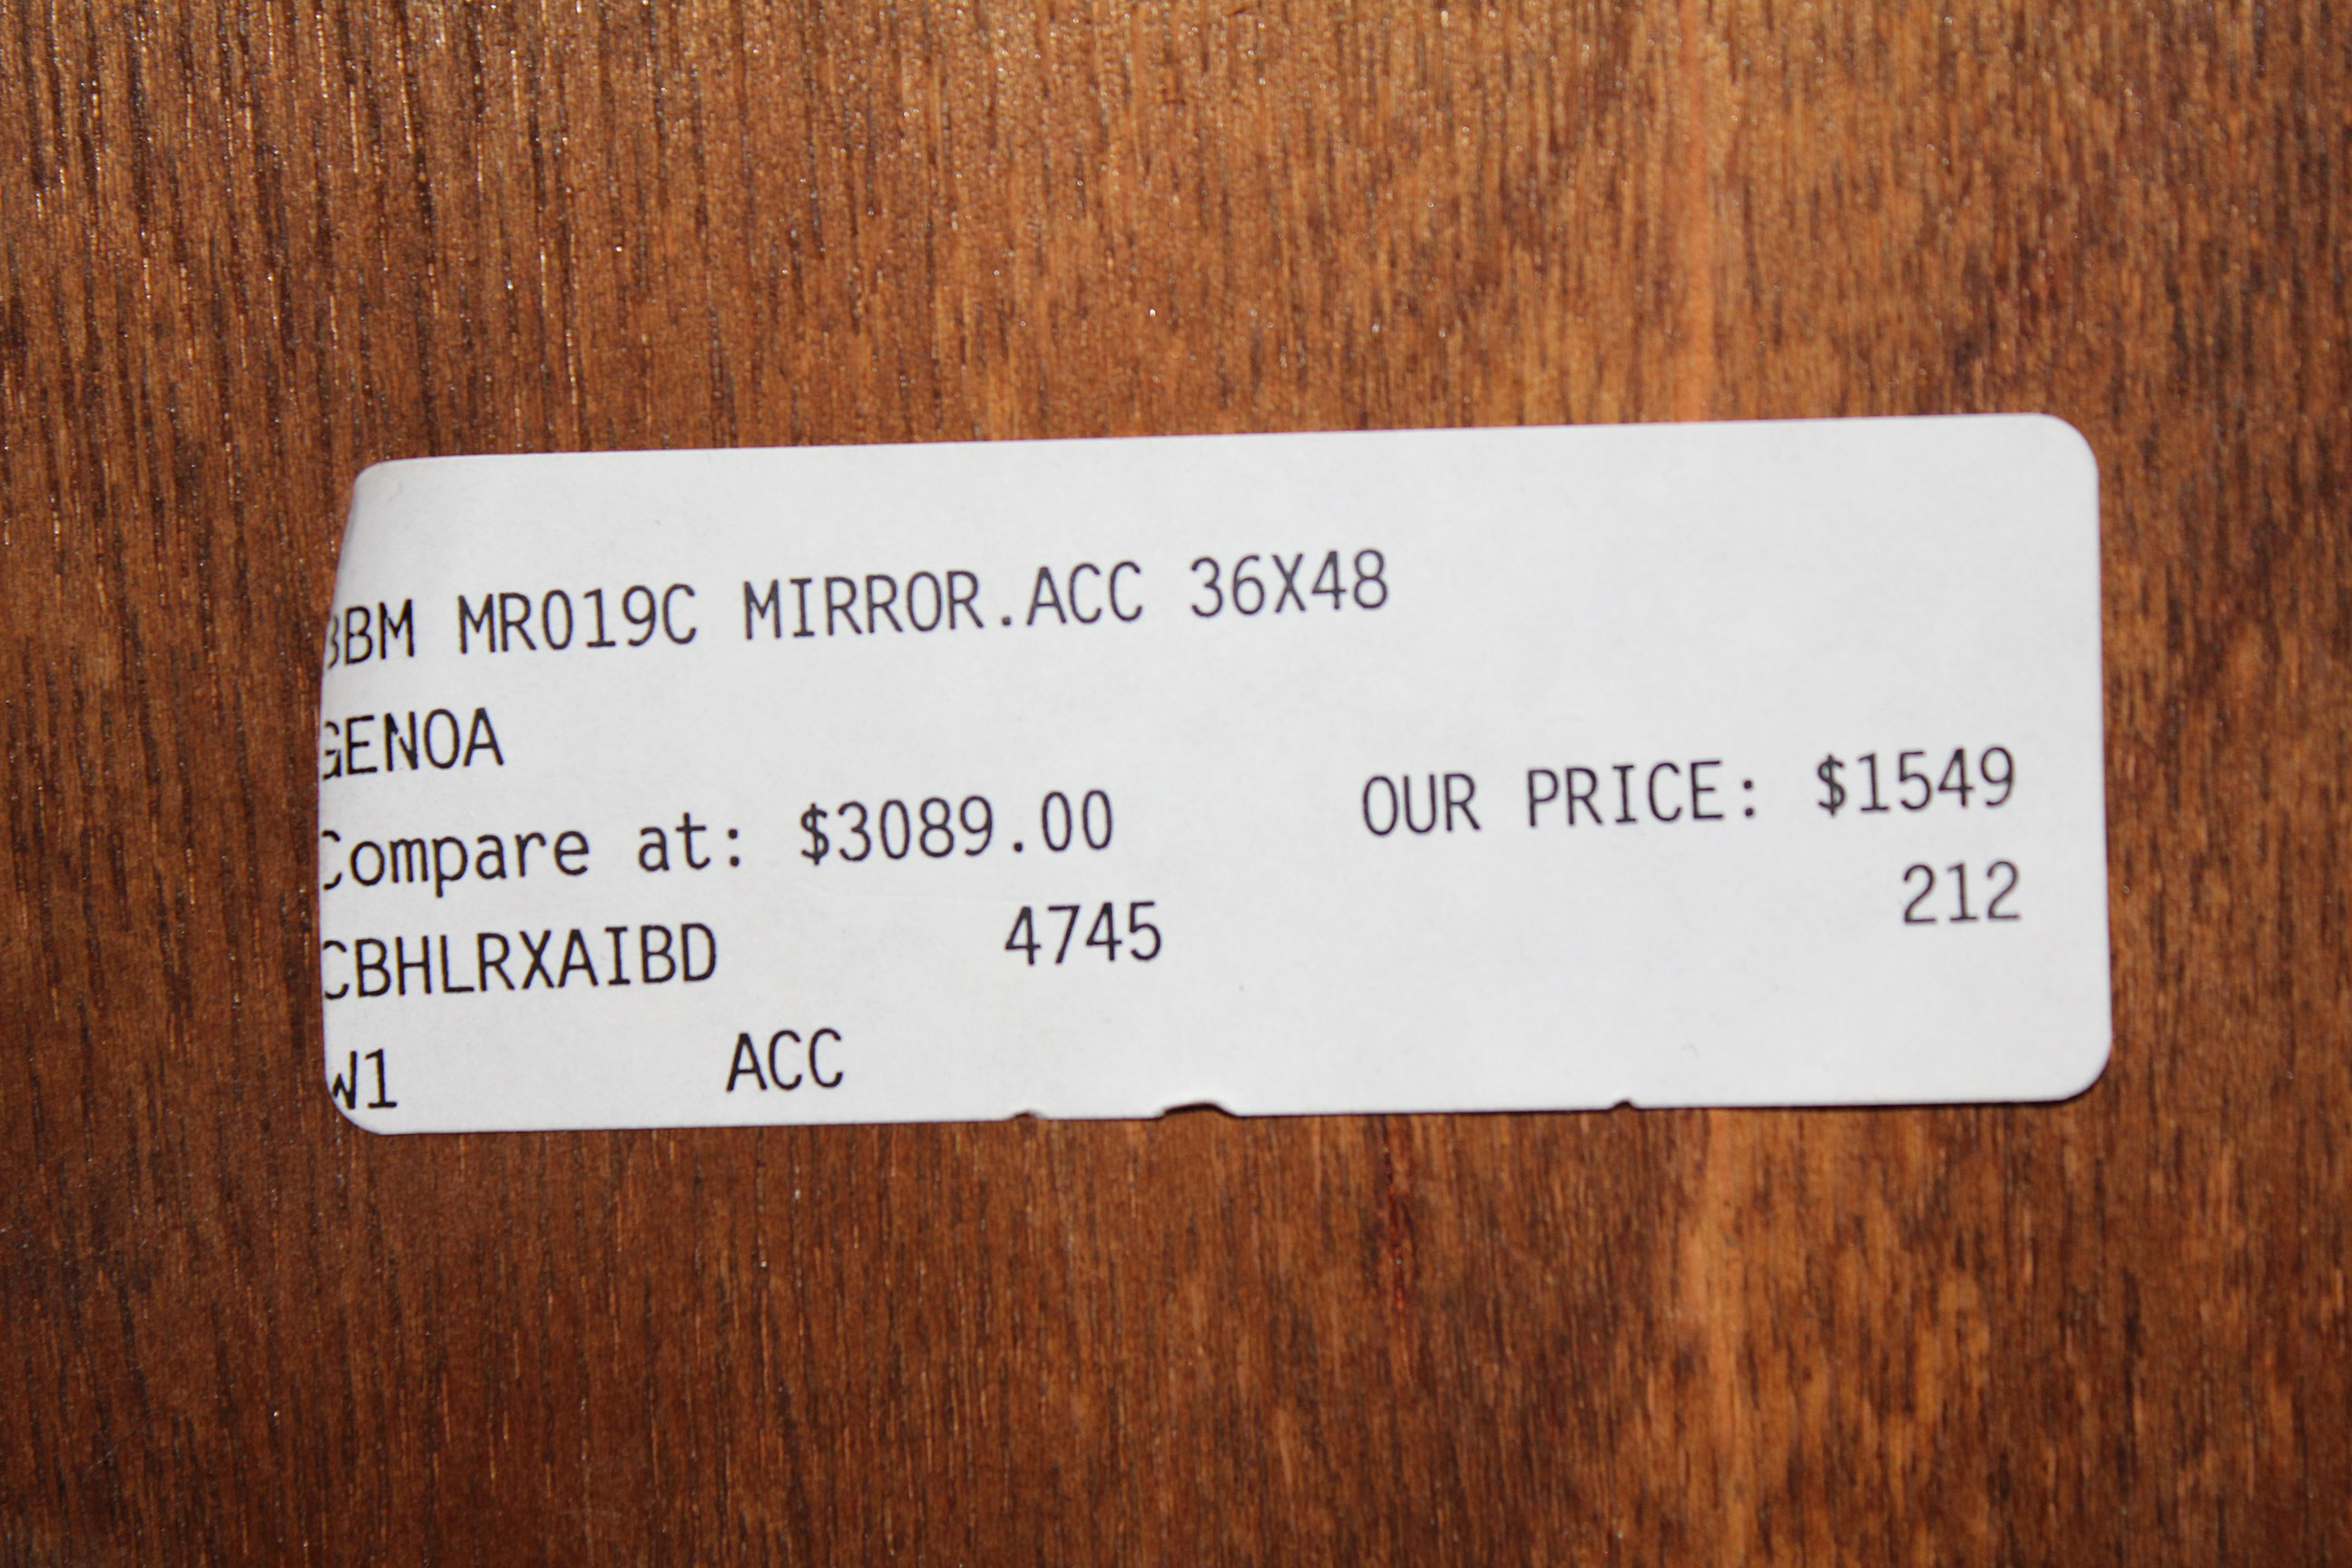 BBM MR019C MIRROR.ACC 36X48
GENOA
Compare at: $3089.00 OUR PRICE: $1549
CBHLRXAIBD 4745 212
W1 ACC